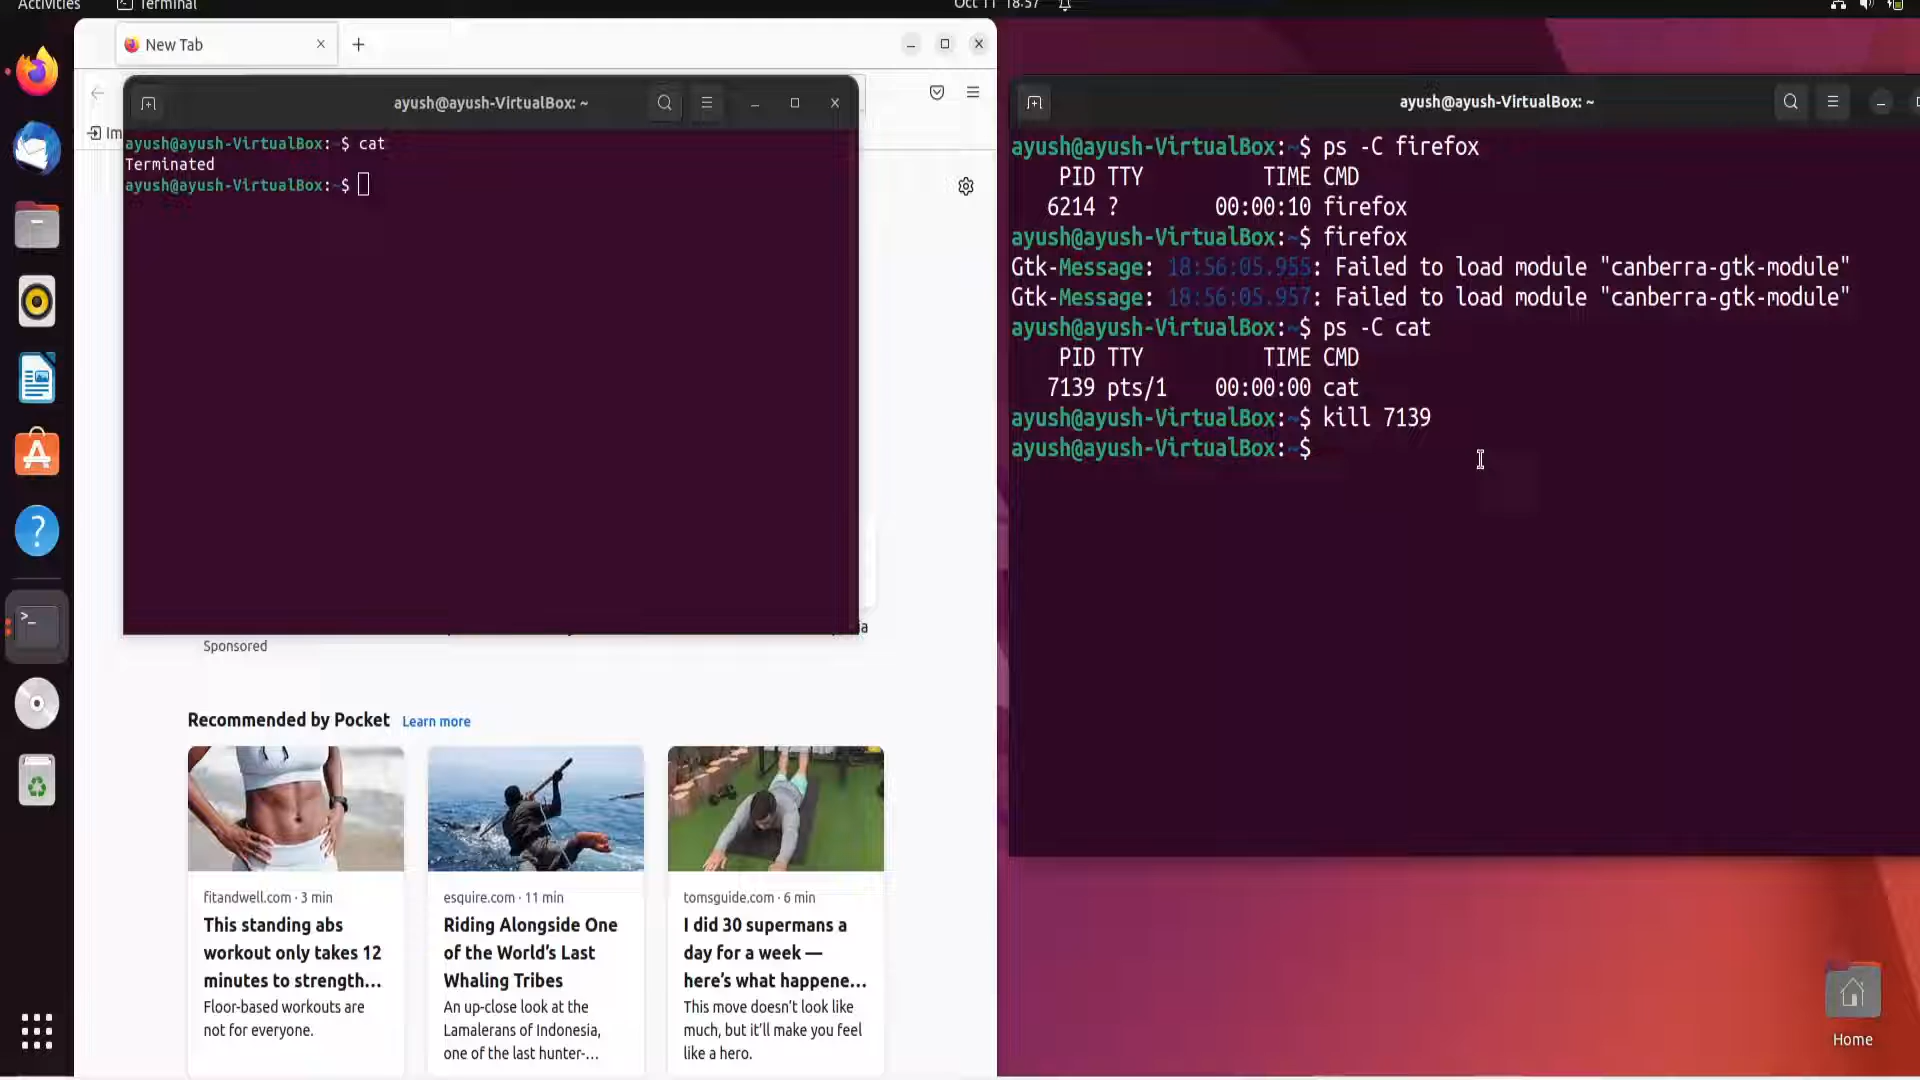 Activities
Terminal
Oct 11 18:57
New Tab
Im
ayush@ayush-VirtualBox: ~
ayush@ayush-VirtualBox:~$ cat
Terminated
ayush@ayush-VirtualBox:~$
Sponsored
Recommended by Pocket Learn more
fitandwell.com · 3 min
This standing abs
workout only takes 12
minutes to strength...
Floor-based workouts are
not for everyone.
esquire.com · 11 min
Riding Alongside One
of the World's Last
Whaling Tribes
An up-close look at the
Lamalerans of Indonesia,
one of the last hunter-...
tomsguide.com · 6 min
I did 30 supermans a
day for a week —
here's what happene...
This move doesn't look like
much, but it'll make you feel
like a hero.
ayush@ayush-VirtualBox: ~
ayush@ayush-VirtualBox:~$ ps -C firefox
PID TTY TIME CMD
6214 ? 00:00:10 firefox
ayush@ayush-VirtualBox:~$ firefox
Gtk-Message: 18:56:05.955: Failed to load module "canberra-gtk-module"
Gtk-Message: 18:56:05.957: Failed to load module "canberra-gtk-module"
ayush@ayush-VirtualBox:~$ ps -C cat
PID TTY TIME CMD
7139 pts/1 00:00:00 cat
ayush@ayush-VirtualBox:~$ kill 7139
ayush@ayush-VirtualBox:~$
Home